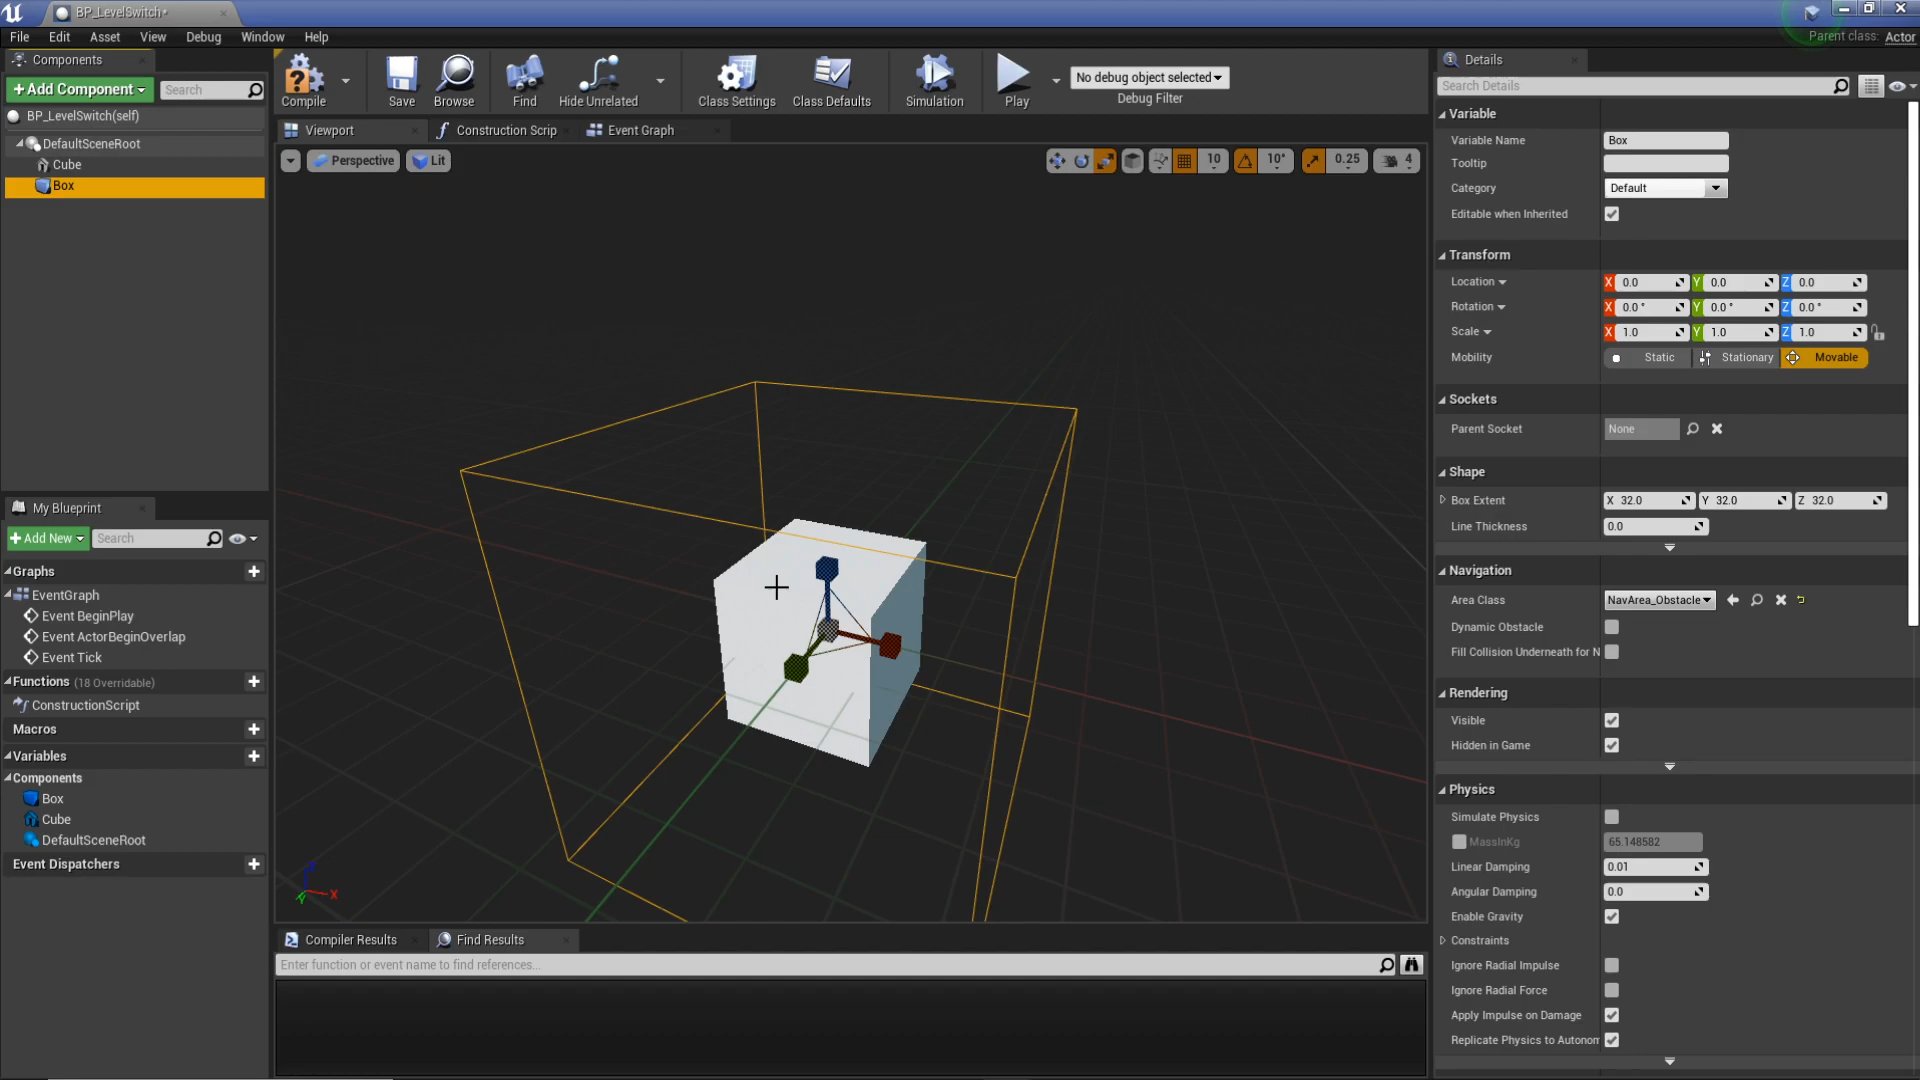 BP_LevelSwitch*
File Edit Asset View Debug Window Help
Parent class: Actor
Components
+Add Component
Search
BP_LevelSwitch(self)
DefaultSceneRoot
Cube
Box
Compile
Save
Browse
Find
Hide Unrelated
Class Settings
Class Defaults
Simulation
Play
No debug object selected
Debug Filter
Viewport
Construction Scrip
Event Graph
Perspective
Lit
10
10°
0.25
4
X
My Blueprint
+Add New
Search
Graphs
EventGraph
Event BeginPlay
Event ActorBeginOverlap
Event Tick
Functions (18 Overridable)
ConstructionScript
Macros
Variables
Components
Box
Cube
DefaultSceneRoot
Event Dispatchers
Compiler Results
Find Results
Enter function or event name to find references...
Details
Search Details
Variable
Variable Name Box
Tooltip
Category Default
Editable when Inherited
Transform
Location X 0.0 Y 0.0 Z 0.0
Rotation X 0.0 ° Y 0.0 ° Z 0.0 °
Scale X 1.0 Y 1.0 Z 1.0
Mobility Static Stationary Movable
Sockets
Parent Socket None
Shape
Box Extent X 32.0 Y 32.0 Z 32.0
Line Thickness 0.0
Navigation
Area Class NavArea_Obstacle
Dynamic Obstacle
Fill Collision Underneath for N
Rendering
Visible
Hidden in Game
Physics
Simulate Physics
MassInKg 65.148582
Linear Damping 0.01
Angular Damping 0.0
Enable Gravity
Constraints
Ignore Radial Impulse
Ignore Radial Force
Apply Impulse on Damage
Replicate Physics to Autonom